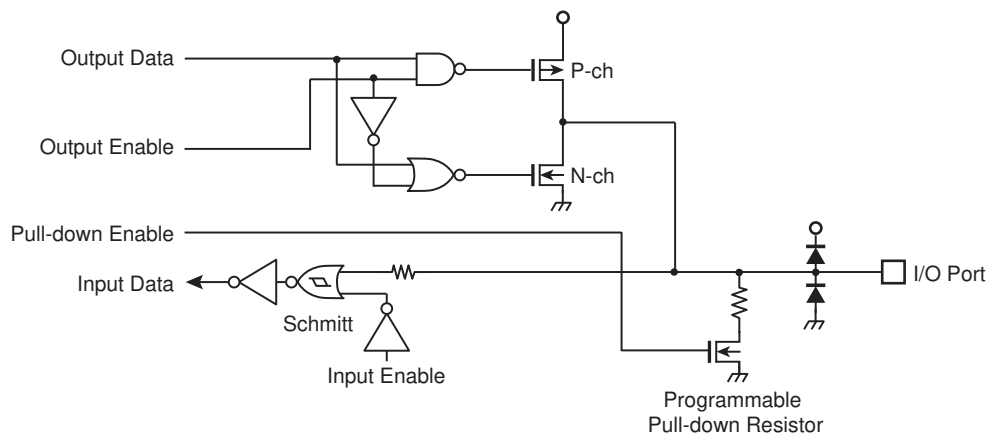 Output Data
P-ch
Output Enable
N-ch
Pull-down Enable
Input Data
I/O Port
Schmitt
Input Enable
Programmable
Pull-down Resistor